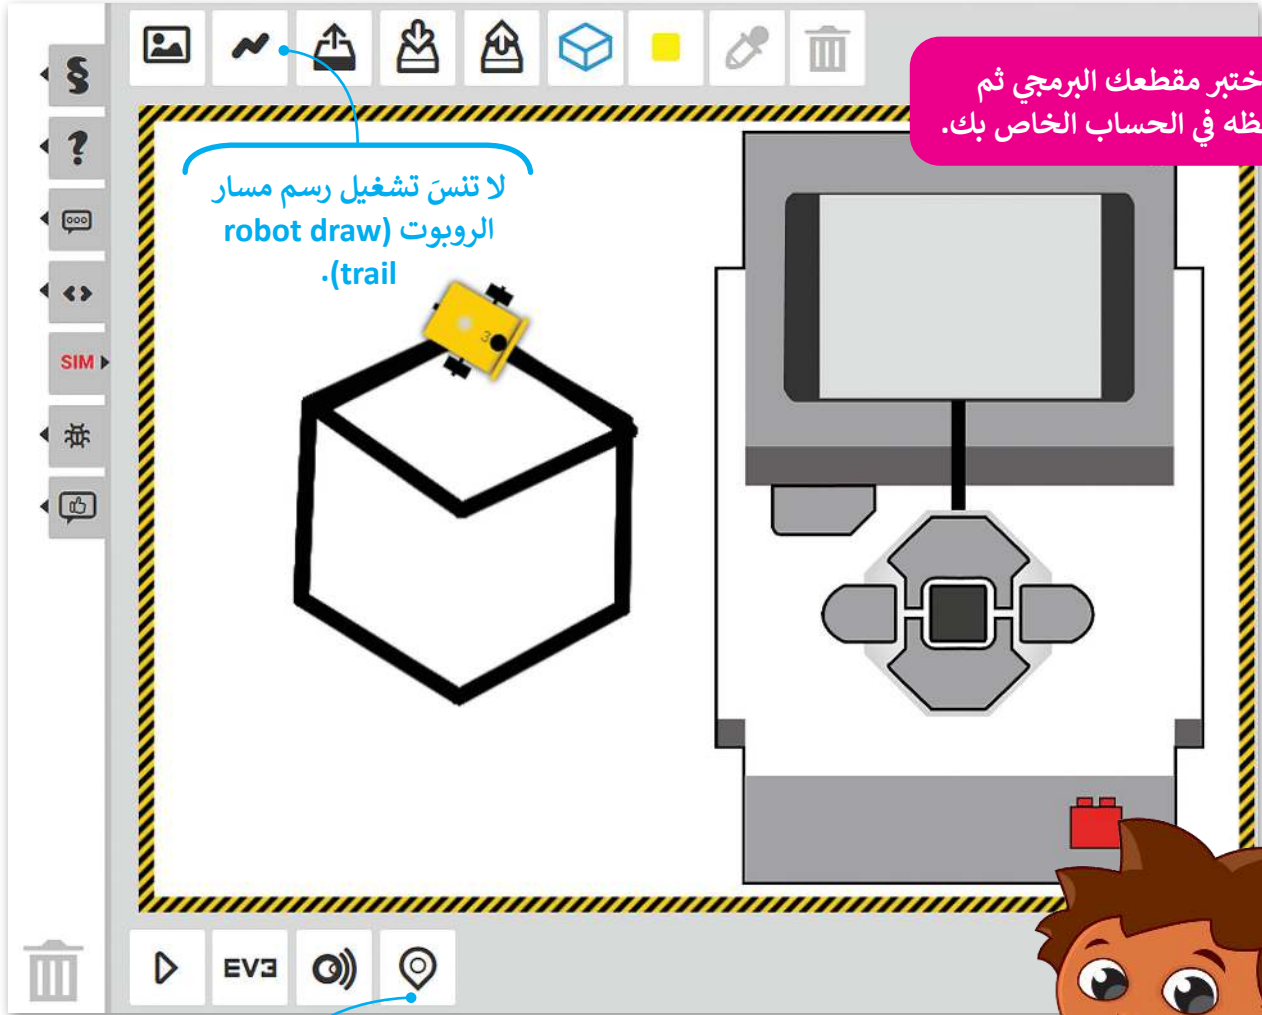 ختبر مقطعك البرمجي ثم
ظه في الحساب الخاص بك.
لا تنسَ تشغيل رسم مسار
الروبوت (robot draw
trail).
§
?
SIM
3
EV3